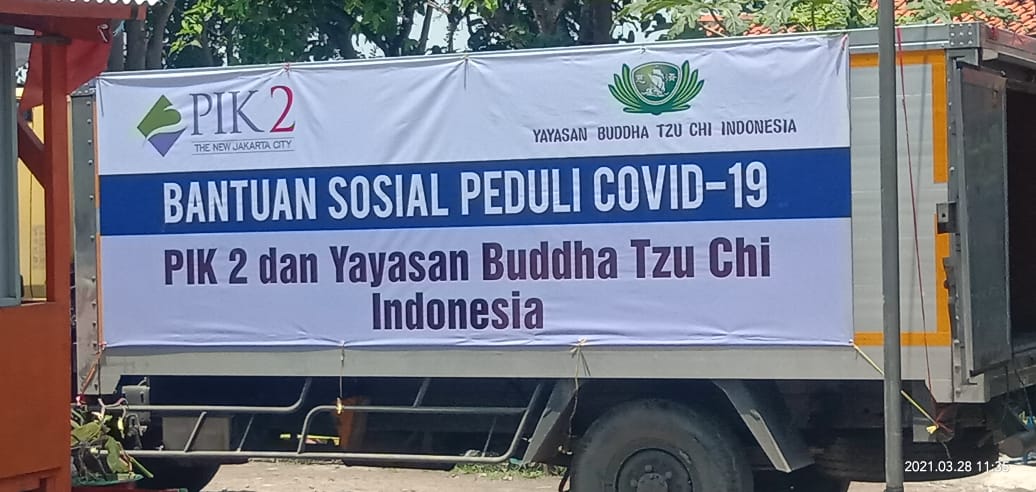 PIK 2
THE NEW JAKARTA CITY
YAYASAN BUDDHA TZU CHI INDONESIA
BANTUAN SOSIAL PEDULI COVID-19
PIK 2 dan Yayasan Buddha Tzu Chi
Indonesia
2021.03.28 11:35